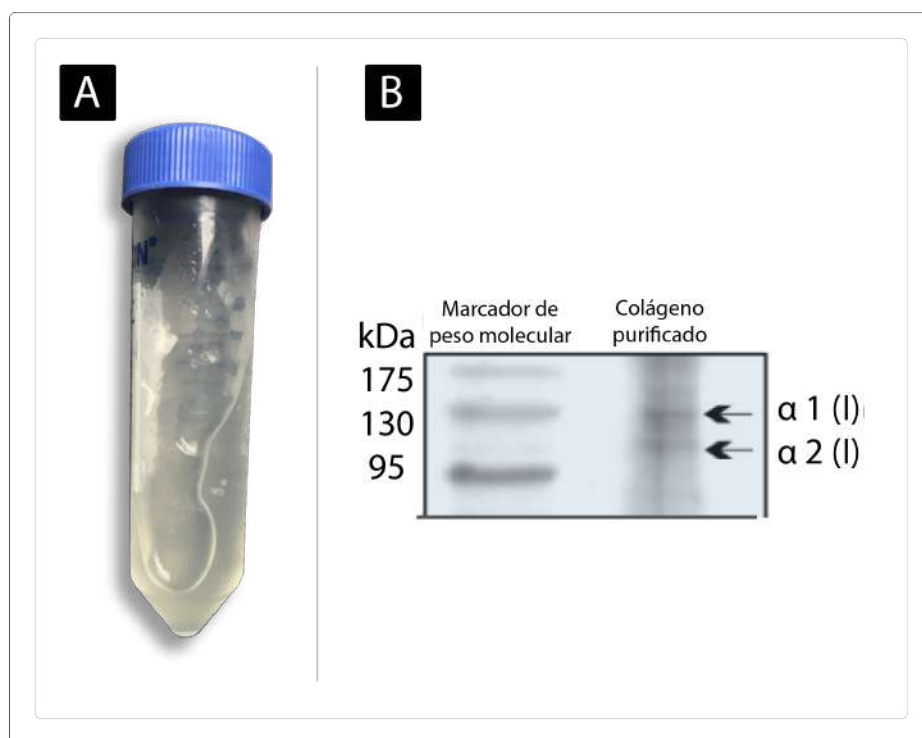 A
B
Marcador de
peso molecular
Colágeno
purificado
kDa
175
130
95
α 1 (I)
α 2 (I)